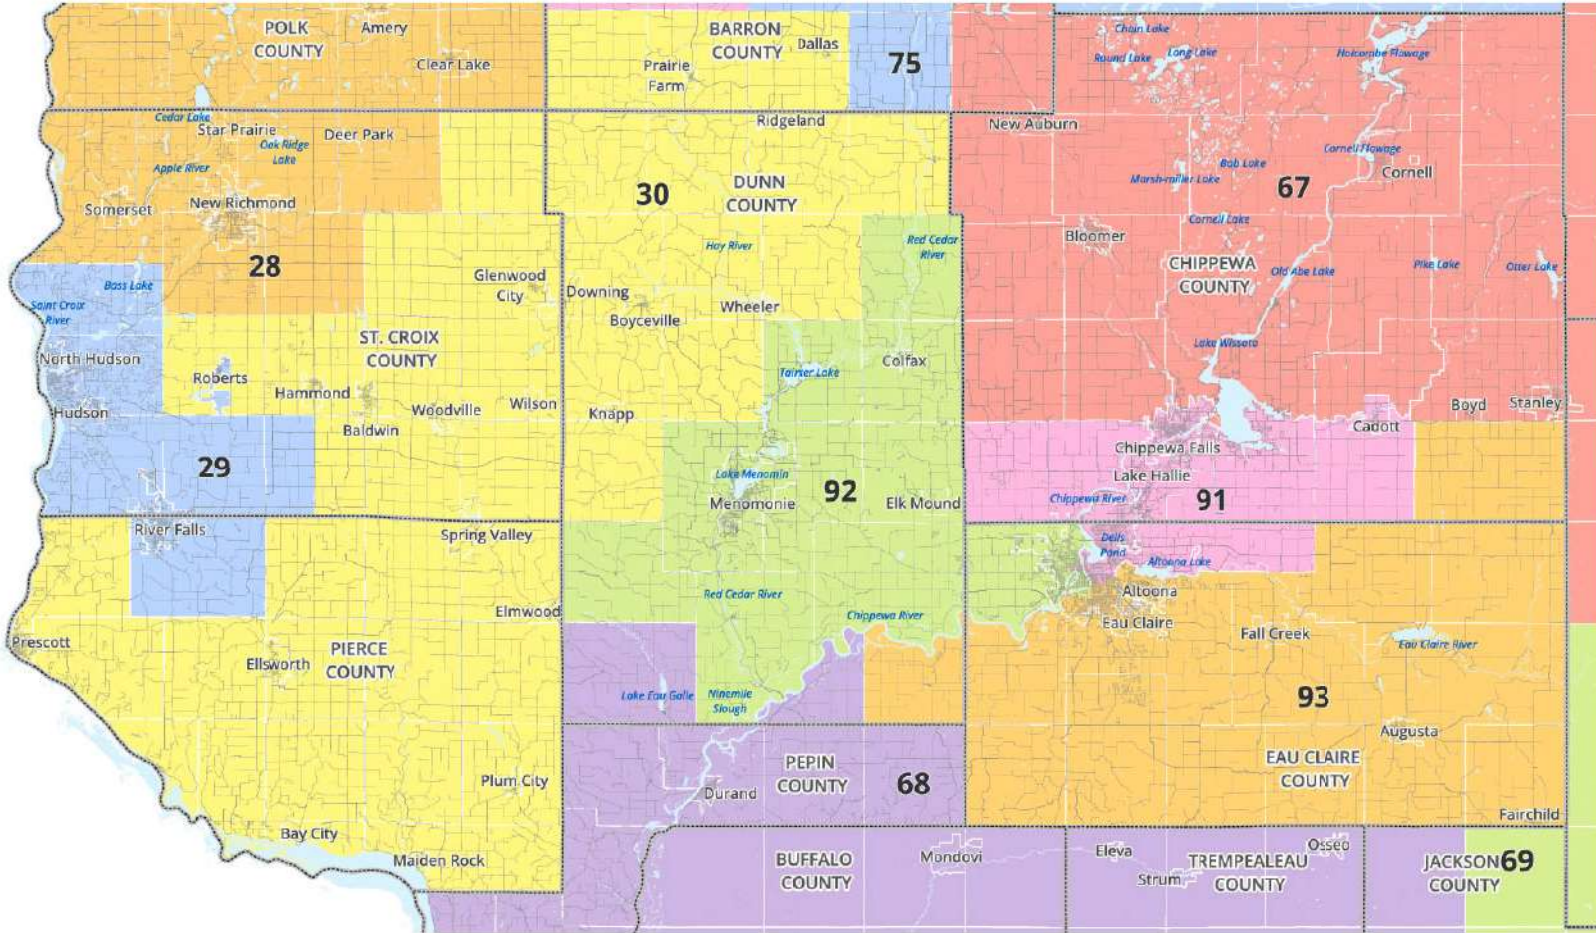 POLK
COUNTY
Amery
Clear Lake
BARRON
COUNTY
Dallas
Prairie
Farm
75
Chain Lake
Round Lake
Long Lake
Holcombe Flowage
Cedar Lake
Star Prairie
Deer Park
Oak Ridge
Lake
Apple River
Somerset
New Richmond
28
Ridgeland
30
DUNN
COUNTY
Hay River
Red Cedar
River
New Auburn
Bob Lake
Marsh-miller Lake
67
Cornell Flowage
Cornell
Cornell Lake
Bloomer
CHIPPEWA
COUNTY
Old Abe Lake
Pike Lake
Otter Lake
Bass Lake
Saint Croix
River
Glenwood
City
Downing
Boyceville
Wheeler
ST. CROIX
COUNTY
North Hudson
Roberts
Hammond
Woodville
Wilson
Hudson
Baldwin
Knapp
Tainter Lake
Colfax
Lake Wissota
Boyd
Stanley
Cadott
29
Lake Menomin
92
Menomonie
Elk Mound
Chippewa Falls
Lake Hallie
Chippewa River
91
River Falls
Spring Valley
Dells
Pond
Altoona Lake
Altoona
Eau Claire
Fall Creek
Eau Claire River
Red Cedar River
Chippewa River
Elmwood
Prescott
Ellsworth
PIERCE
COUNTY
Lake Eau Galle
Ninemile
Slough
93
Augusta
EAU CLAIRE
COUNTY
Fairchild
Plum City
PEPIN
COUNTY
Durand
68
Bay City
Maiden Rock
BUFFALO
COUNTY
Mondovi
Eleva
Strum
TREMPEALEAU
COUNTY
Osseo
JACKSON
COUNTY
69